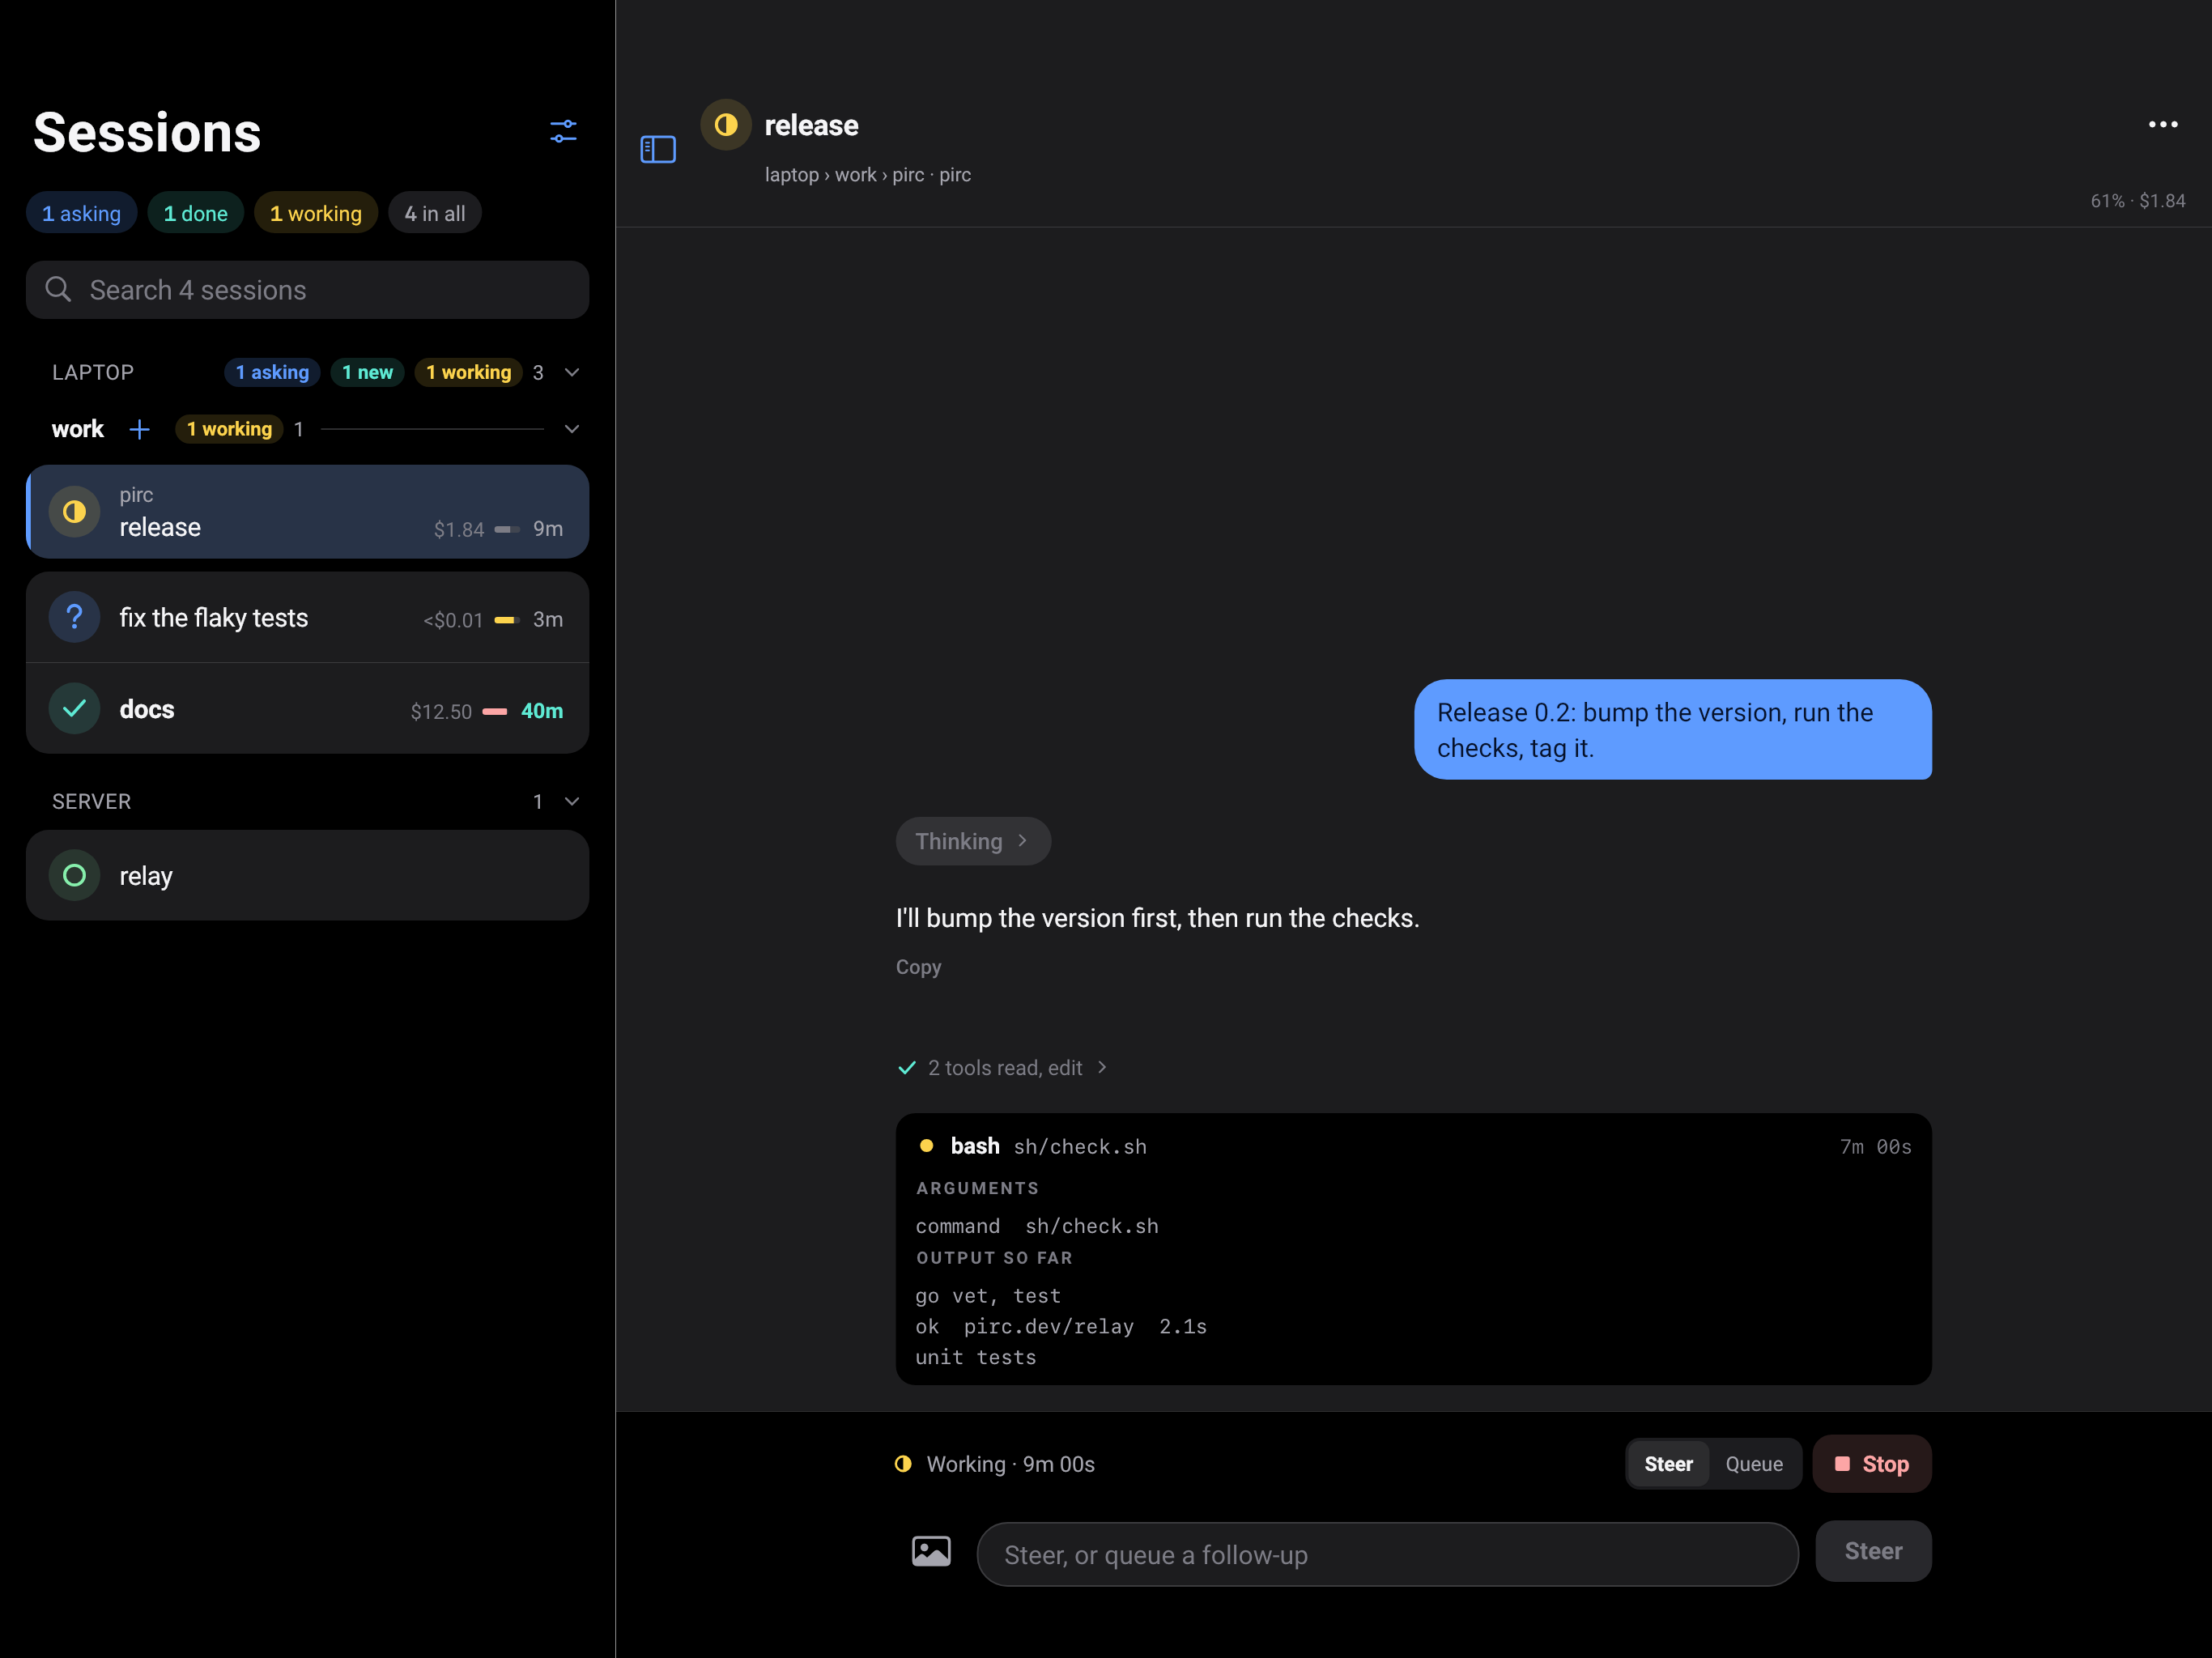 Sessions
1 asking
1 done
1 working
4 in all
Search 4 sessions
LAPTOP
1 asking
1 new
1 working
3
work
1 working
1
pirc
release
$1.84
9m
fix the flaky tests
<$0.01
3m
docs
$12.50
40m
SERVER
1
relay
release
laptop › work › pirc · pirc
61% · $1.84
Release 0.2: bump the version, run the
checks, tag it.
Thinking
I'll bump the version first, then run the checks.
Copy
2 tools read, edit
bash sh/check.sh
7m 00s
ARGUMENTS
command sh/check.sh
OUTPUT SO FAR
go vet, test
ok pirc.dev/relay 2.1s
unit tests
Working · 9m 00s
Steer
Queue
Stop
Steer, or queue a follow-up
Steer